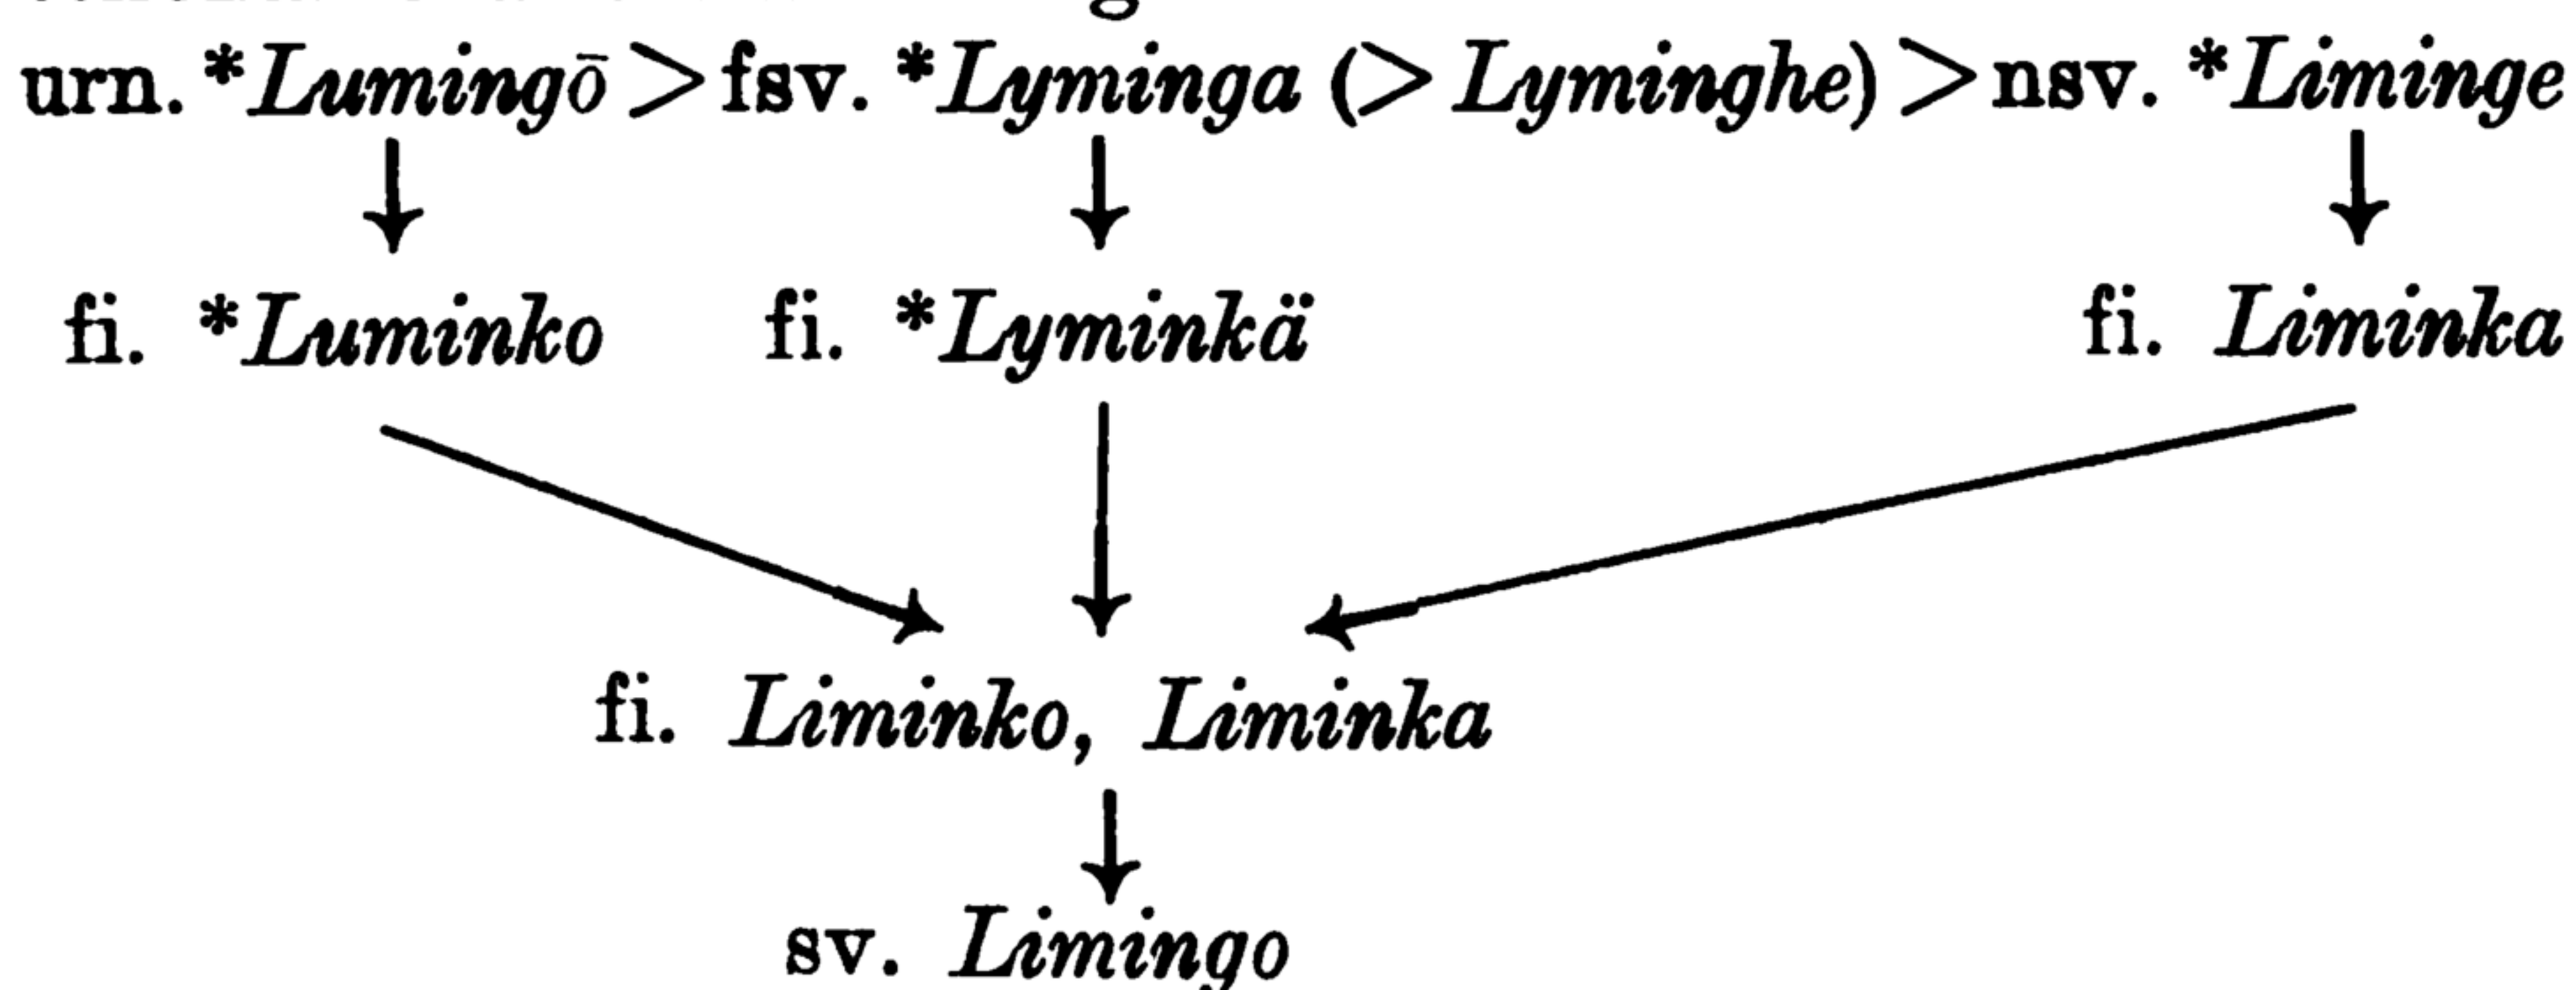 urn. *Lumingō > fsv. *Lyminga (> Lyminghe) > nsv. *Liminge
fi. *Luminko fi. *Lyminkä fi. Liminka
fi. Liminko, Liminka
sv. Limingo